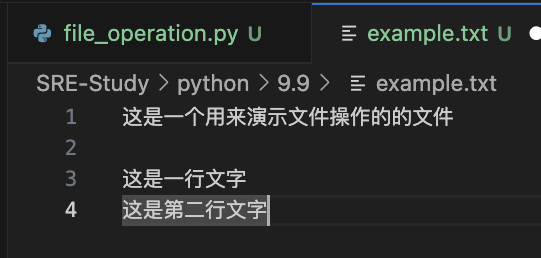 file_operation.py U example.txt U
SRE-Study > python > 9.9 > example.txt
1 这是一个用来演示文件操作的的文件
2
3 这是一行文字
4 这是第二行文字